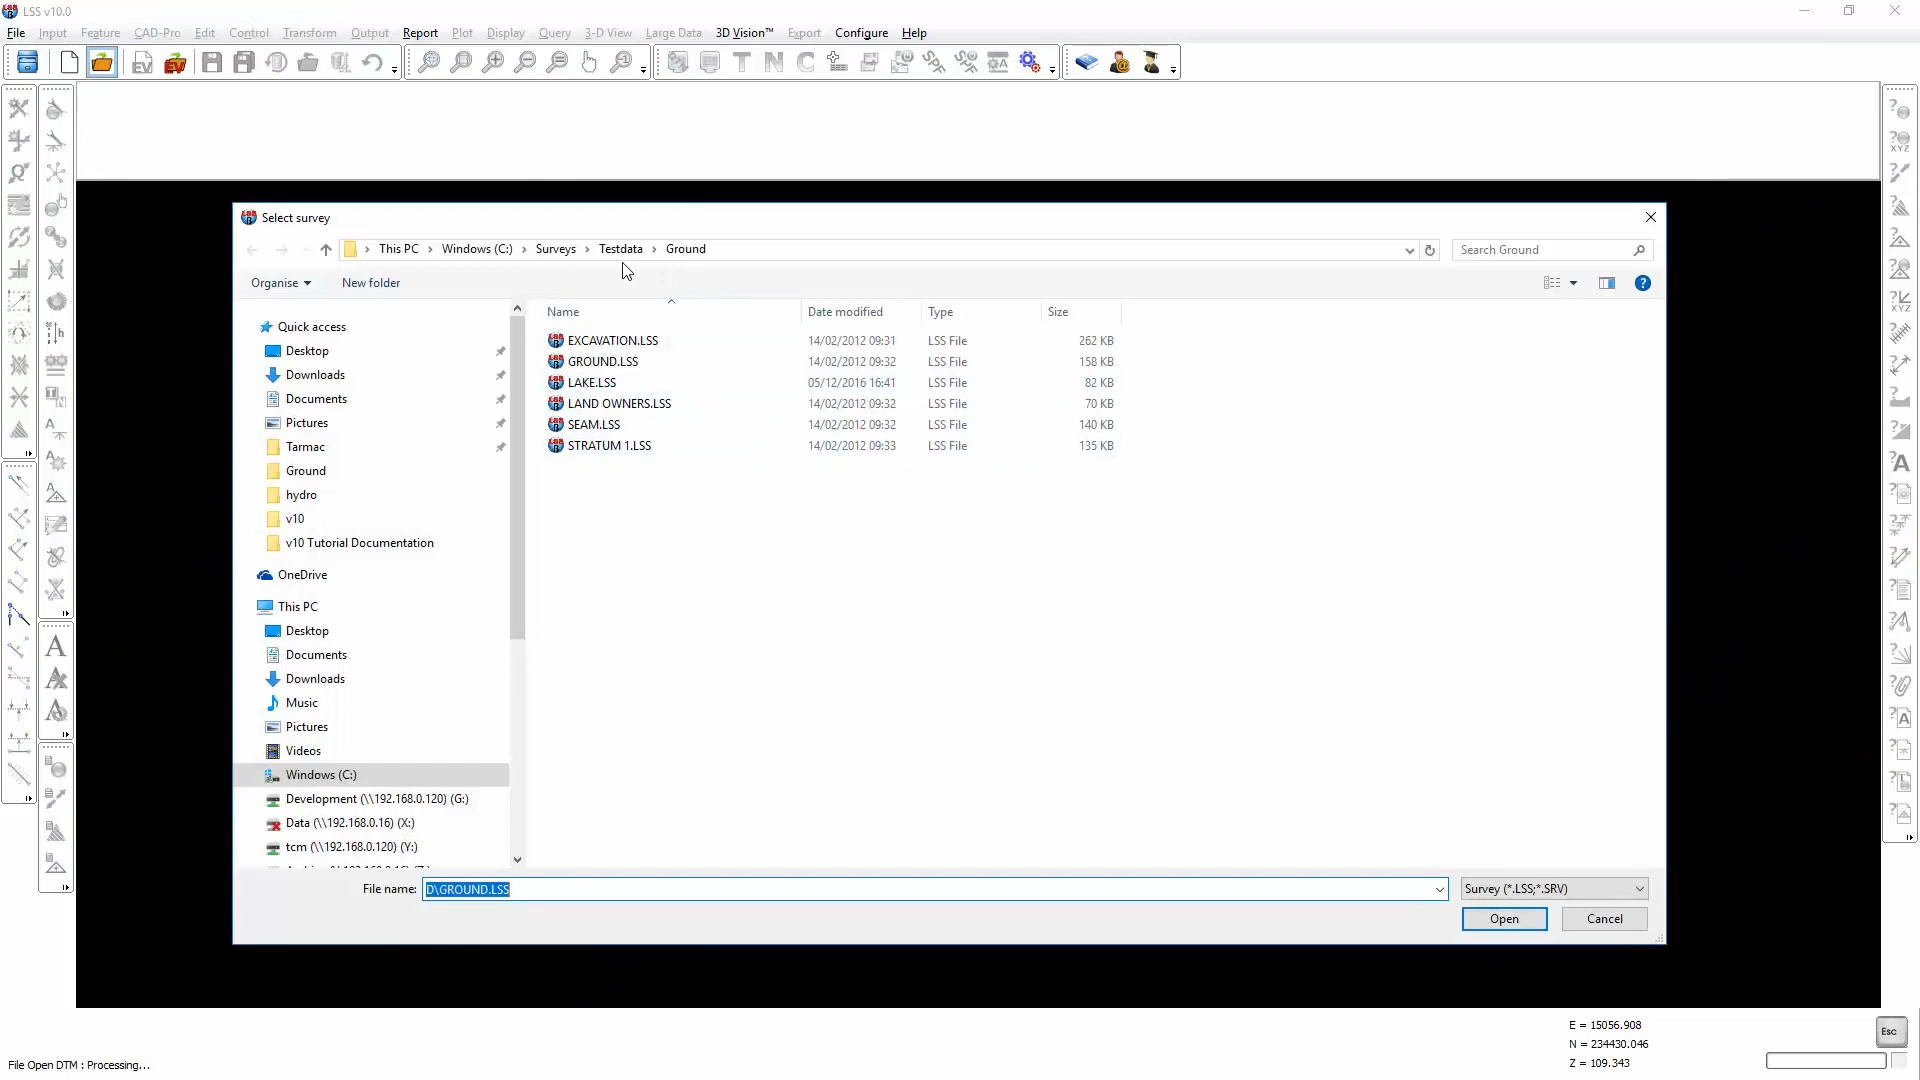 LSS v10.0
File Input Feature CAD-Pro Edit Control Transform Output Report Plot Display Query 3-D View Large Data 3D Vision™ Export Configure Help
Select survey
This PC › Windows (C:) › Surveys › Testdata › Ground
Search Ground
Organise New folder
Name Date modified Type Size
Quick access
Desktop
Downloads
Documents
Pictures
Tarmac
Ground
hydro
v10
v10 Tutorial Documentation
OneDrive
This PC
Desktop
Documents
Downloads
Music
Pictures
Videos
Windows (C:)
Development (\\192.168.0.120) (G:)
Data (\\192.168.0.16) (X:)
tcm (\\192.168.0.120) (Y:)
EXCAVATION.LSS 14/02/2012 09:31 LSS File 262 KB
GROUND.LSS 14/02/2012 09:32 LSS File 158 KB
LAKE.LSS 05/12/2016 16:41 LSS File 82 KB
LAND OWNERS.LSS 14/02/2012 09:32 LSS File 70 KB
SEAM.LSS 14/02/2012 09:32 LSS File 140 KB
STRATUM 1.LSS 14/02/2012 09:33 LSS File 135 KB
File name: D\GROUND.LSS Survey (*.LSS;*.SRV)
Open Cancel
E = 15056.908
N = 234430.046
Z = 109.343
Esc
File Open DTM : Processing...